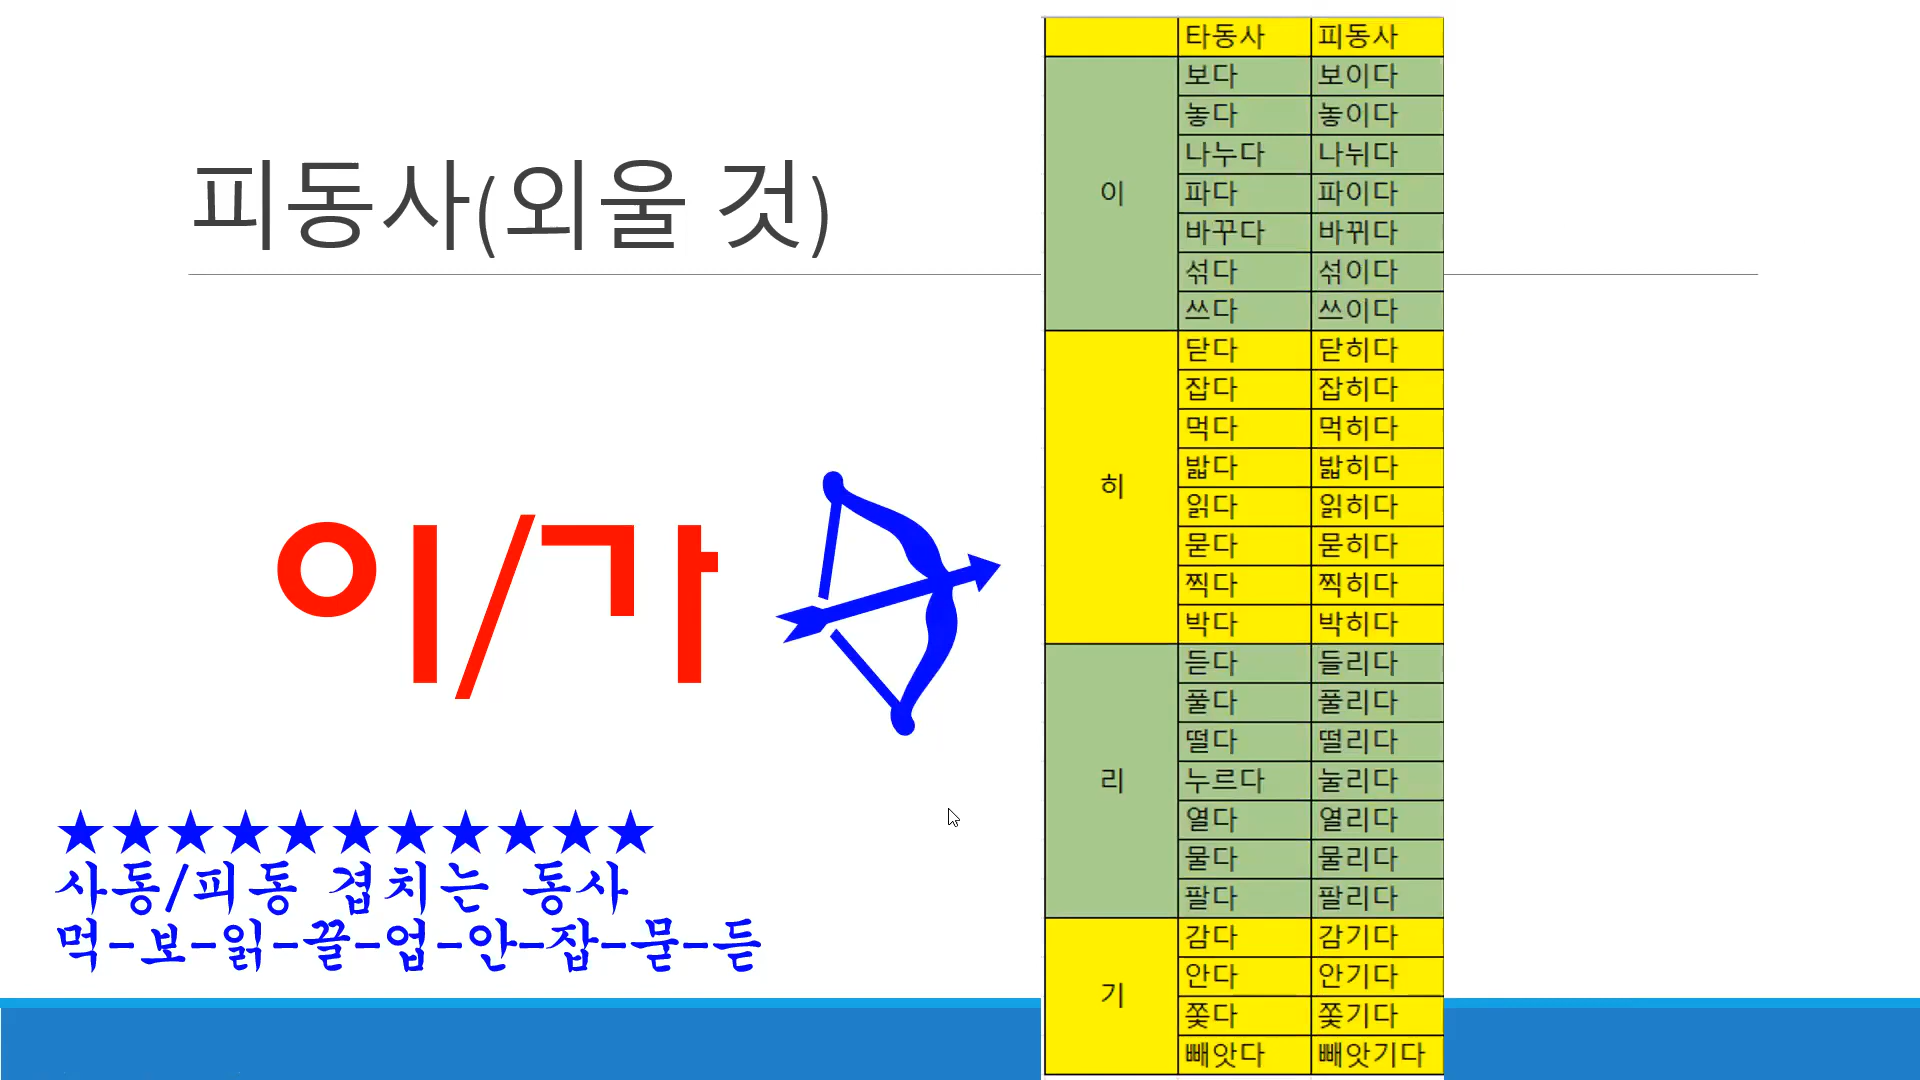 피동사(외울 것)
이/가
★★★★★★★★★★★
사동/피동 겹치는 동사
먹-보-읽-끌-업-안-잡-물-듣
타동사 피동사
이
보다 보이다
놓다 놓이다
나누다 나뉘다
파다 파이다
바꾸다 바뀌다
섞다 섞이다
쓰다 쓰이다
히
닫다 닫히다
잡다 잡히다
먹다 먹히다
밟다 밟히다
읽다 읽히다
묻다 묻히다
찍다 찍히다
박다 박히다
리
듣다 들리다
풀다 풀리다
떨다 떨리다
누르다 눌리다
열다 열리다
물다 물리다
팔다 팔리다
기
감다 감기다
안다 안기다
쫓다 쫓기다
빼앗다 빼앗기다